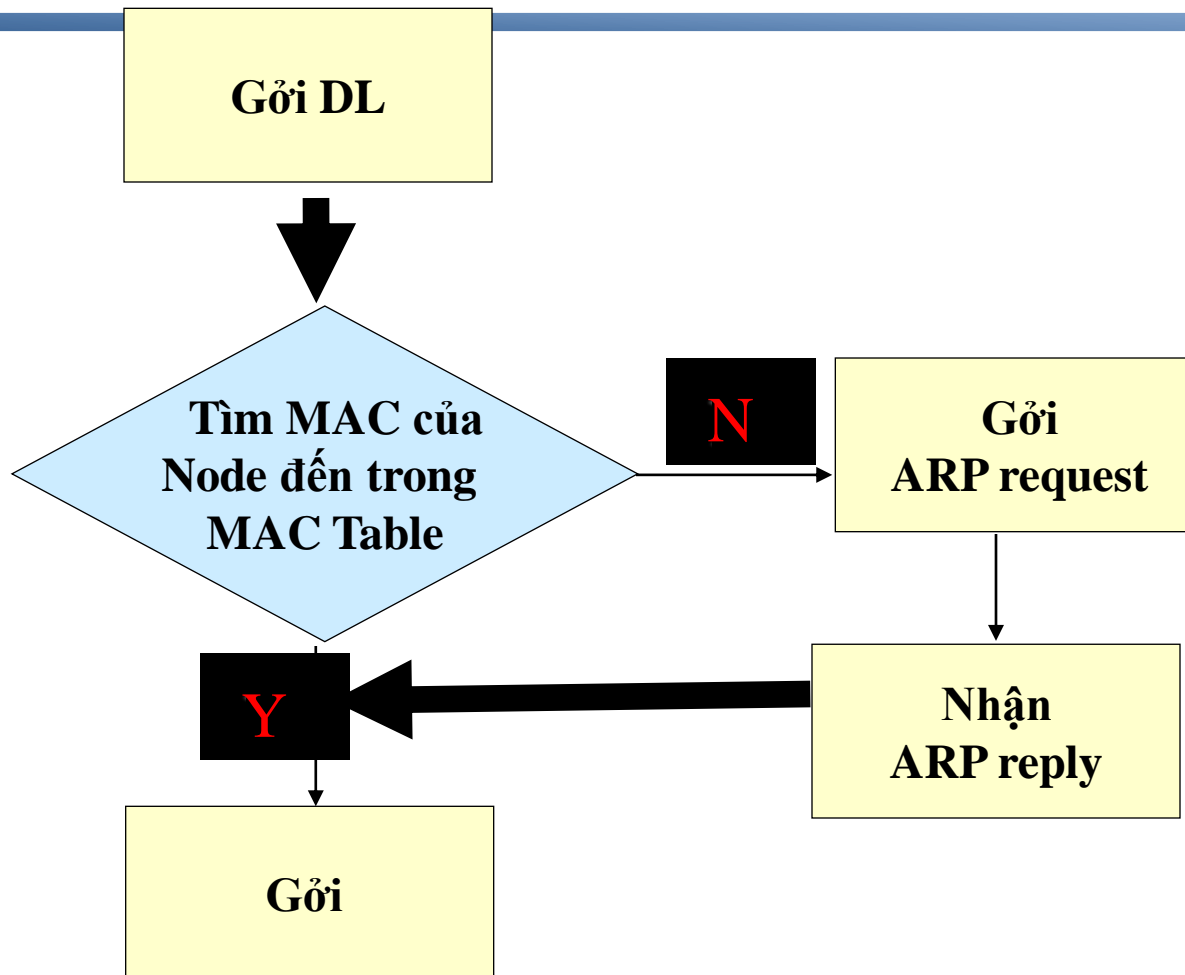 Gởi DL
Tìm MAC của
Node đến trong
MAC Table
N
Gởi
ARP request
Y
Nhận
ARP reply
Gởi